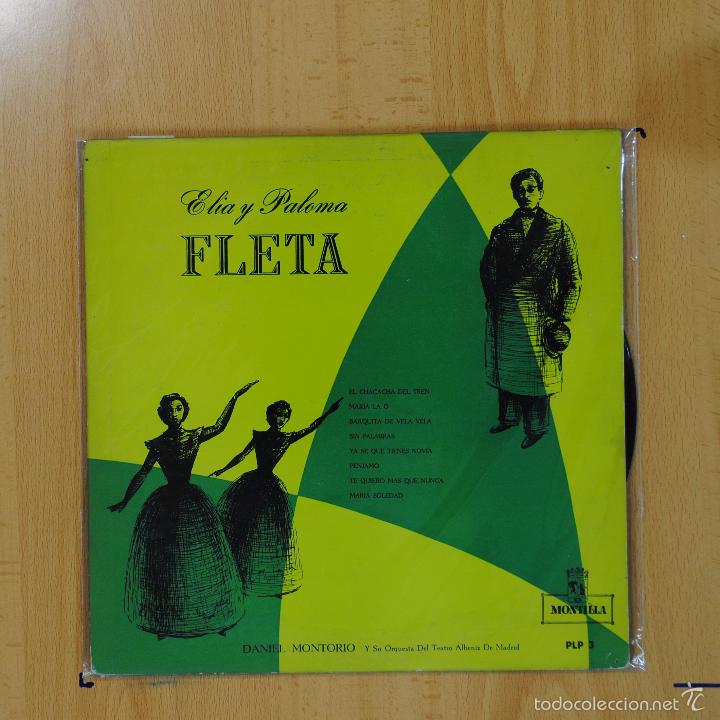 Elia y Paloma
FLETA
EL CHACACHA DEL TREN
MARIA LA O
BARQUITA DE VELA VELA
SIN PALABRAS
YA SE QUE TIENES NOVIA
PENJAMO
TE QUIERO MAS QUE NUNCA
MARIA SOLEDAD
MONTILLA
DANIEL MONTORIO Y Su Orquesta Del Teatro Albeniz De Madrid
PLP 3
todocoleccion.net